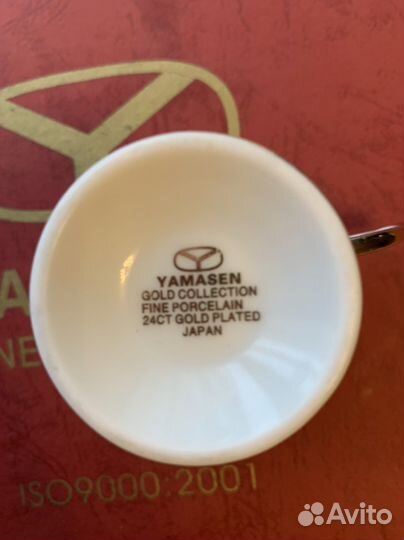 YAMASEN
GOLD COLLECTION
FINE PORCELAIN
24CT GOLD PLATED
JAPAN
ISO9000:2001
Avito